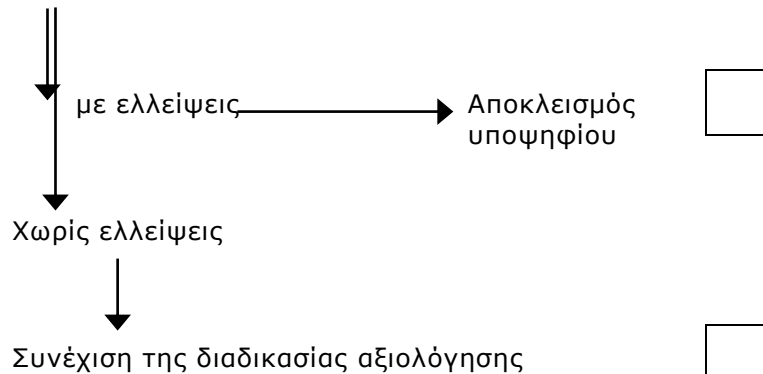 με ελλείψεις
Αποκλεισμός
υποψηφίου
Χωρίς ελλείψεις
Συνέχιση της διαδικασίας αξιολόγησης